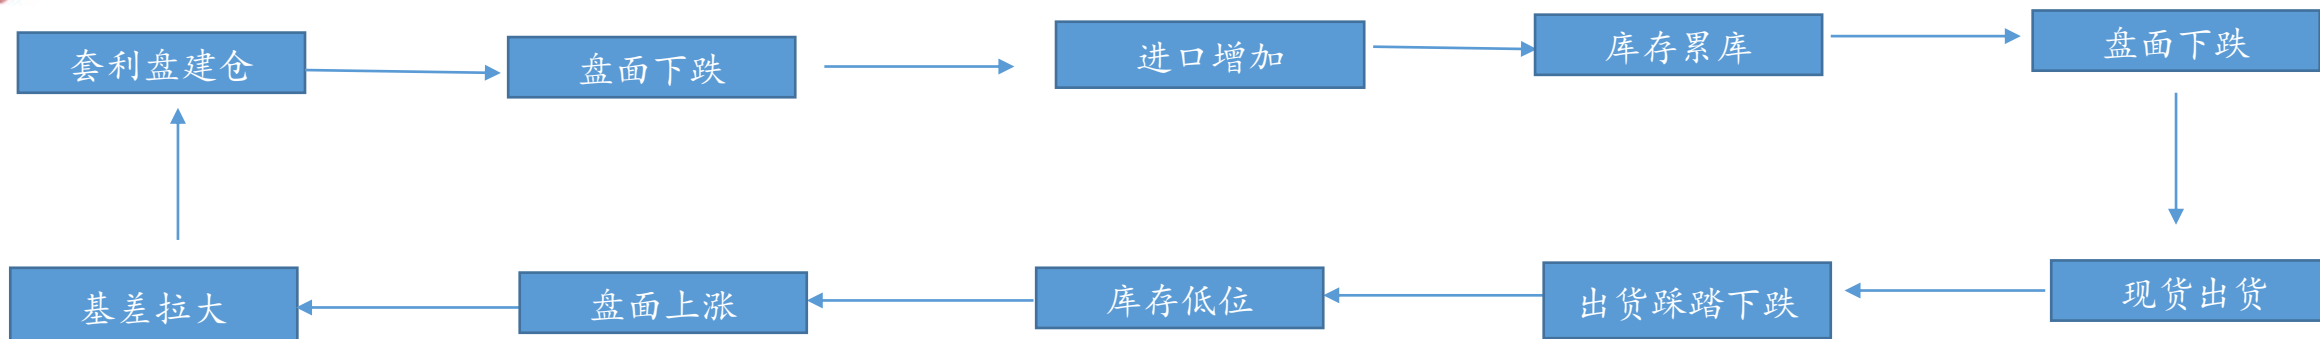 套利盘建仓
盘面下跌
进口增加
库存累库
盘面下跌
基差拉大
盘面上涨
库存低位
出货踩踏下跌
现货出货